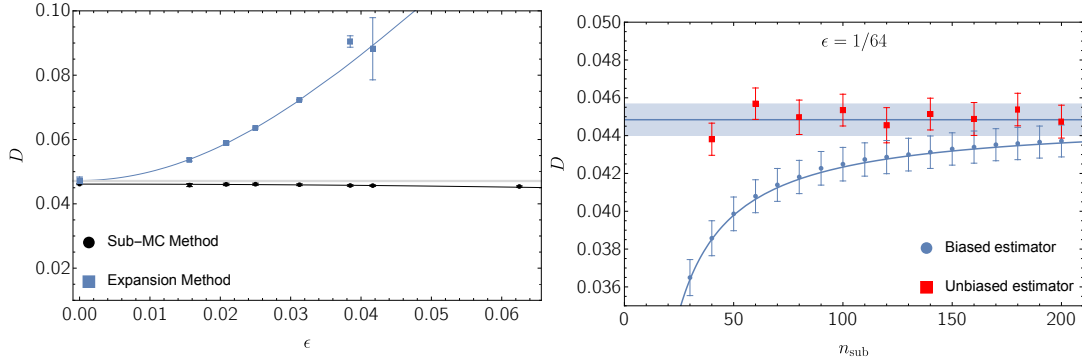 0.10
0.08
D
0.06
0.04
0.02
Sub-MC Method
Expansion Method
0.00
0.01
0.02
0.03
0.04
0.05
0.06
ϵ
0.050
ϵ = 1/64
0.048
0.046
0.044
D
0.042
0.040
0.038
0.036
Biased estimator
Unbiased estimator
0
50
100
150
200
n_sub